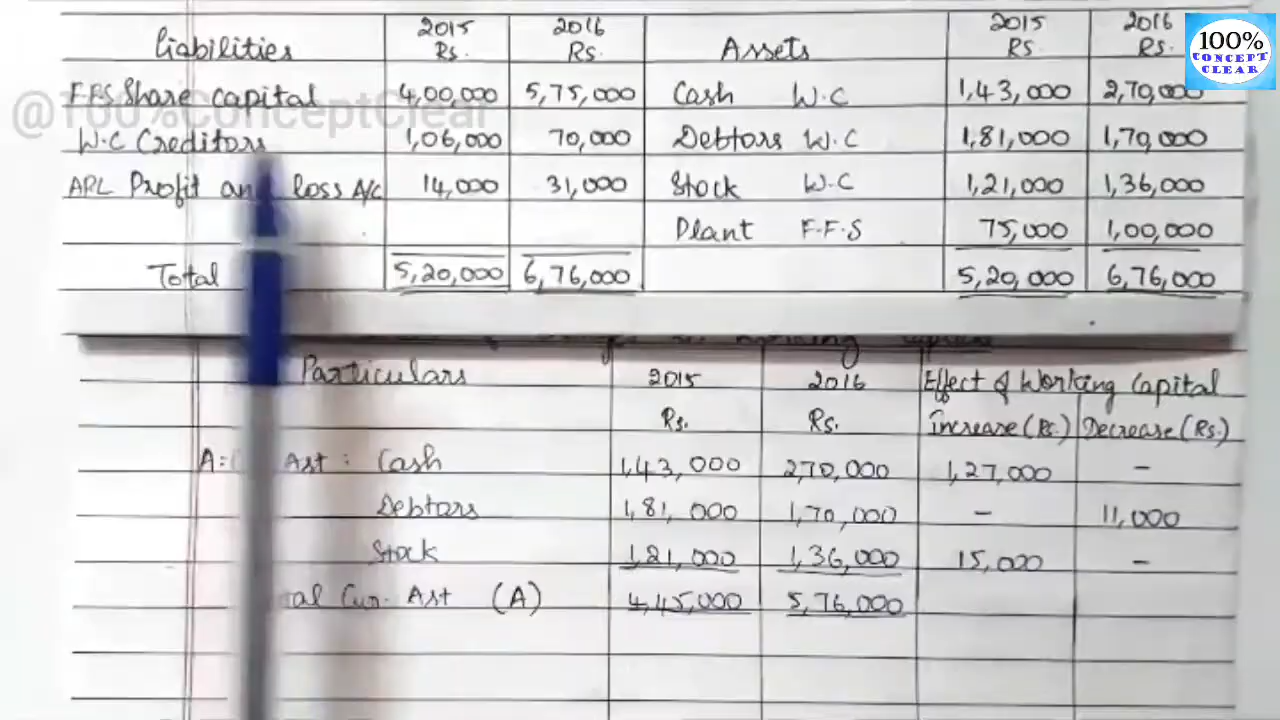 2015 2016 2015 2016
Liabilities Rs. Rs. Assets Rs. Rs.
100% CONCEPT CLEAR
FFS Share capital 4,00,000 5,75,000 Cash W.C 1,43,000 2,70,000
@100%ConceptClear
W.C Creditors 1,06,000 70,000 Debtors W.C 1,81,000 1,70,000
APL Profit and loss A/C 14,000 31,000 Stock W.C 1,21,000 1,36,000
Plant F.F.S 75,000 1,00,000
Total 5,20,000 6,76,000 5,20,000 6,76,000
Particulars 2015 2016 Effect of Working Capital
Rs. Rs. Increase (Rs.) Decrease (Rs.)
Ast : Cash 1,43,000 2,70,000 1,27,000 -
Debtors 1,81,000 1,70,000 - 11,000
Stock 1,21,000 1,36,000 15,000 -
Cur. Ast (A) 4,45,000 5,76,000